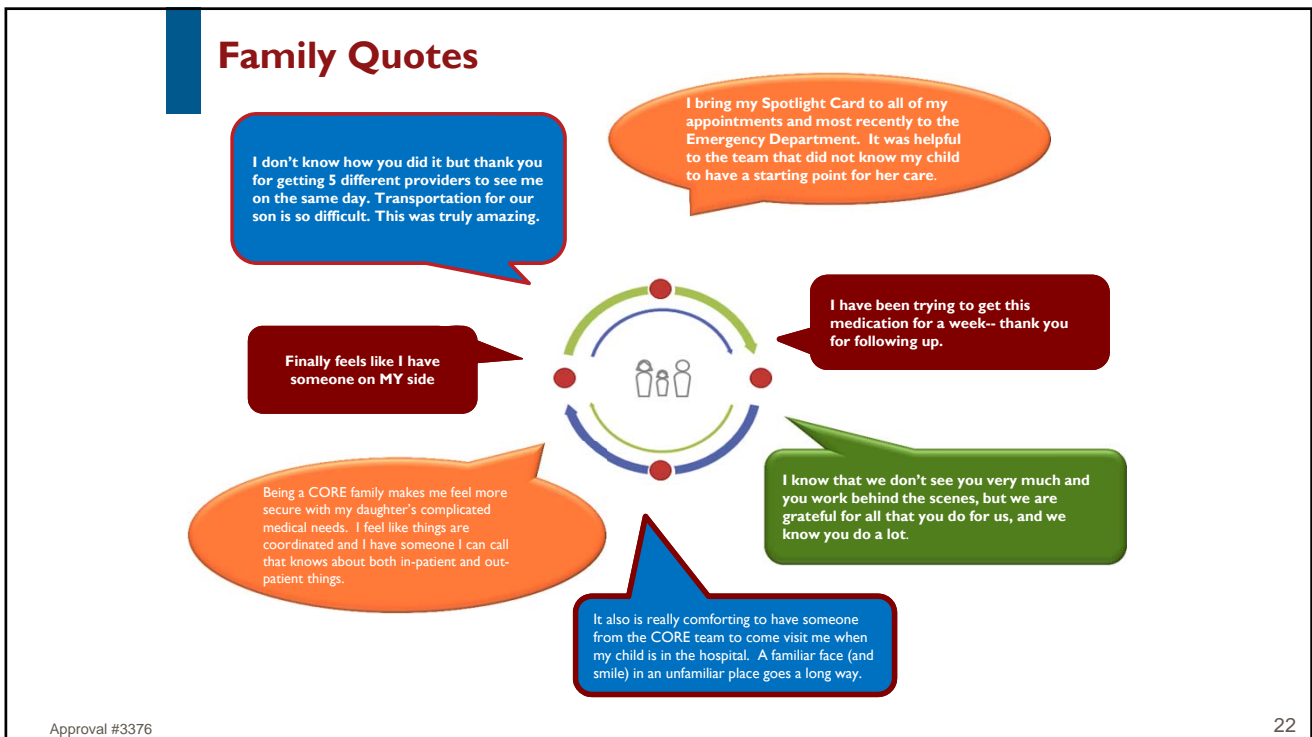 Family Quotes
I don't know how you did it but thank you
for getting 5 different providers to see me
on the same day. Transportation for our
son is so difficult. This was truly amazing.
I bring my Spotlight Card to all of my
appointments and most recently to the
Emergency Department.  It was helpful
to the team that did not know my child
to have a starting point for her care.
Finally feels like I have
someone on MY side
I have been trying to get this
medication for a week-- thank you
for following up.
Being a CORE family makes me feel more
secure with my daughter's complicated
medical needs.  I feel like things are
coordinated and I have someone I can call
that knows about both in-patient and out-
patient things.
I know that we don't see you very much and
you work behind the scenes, but we are
grateful for all that you do for us, and we
know you do a lot.
It also is really comforting to have someone
from the CORE team to come visit me when
my child is in the hospital.  A familiar face (and
smile) in an unfamiliar place goes a long way.
Approval #3376
22